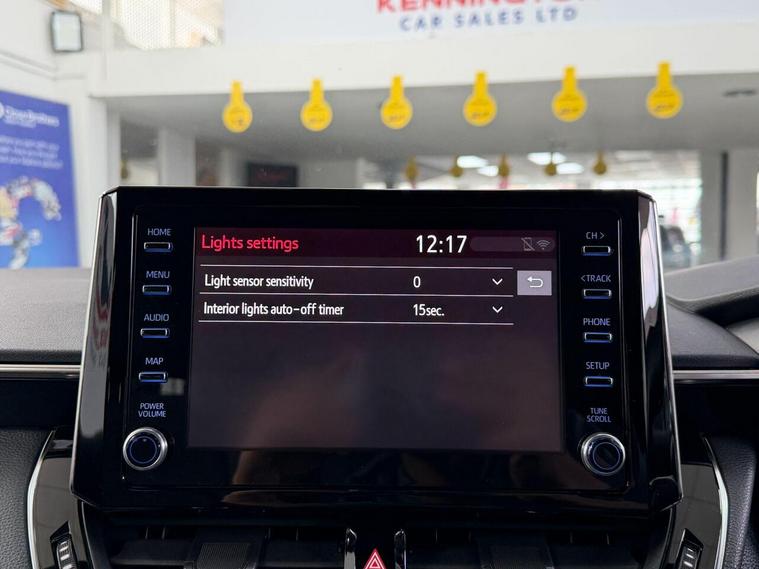 KENNINGTON
CAR SALES LTD
HOME
MENU
AUDIO
MAP
POWER
VOLUME
Lights settings 12:17
Light sensor sensitivity 0
Interior lights auto-off timer 15sec.
CH >
<TRACK
PHONE
SETUP
TUNE
SCROLL